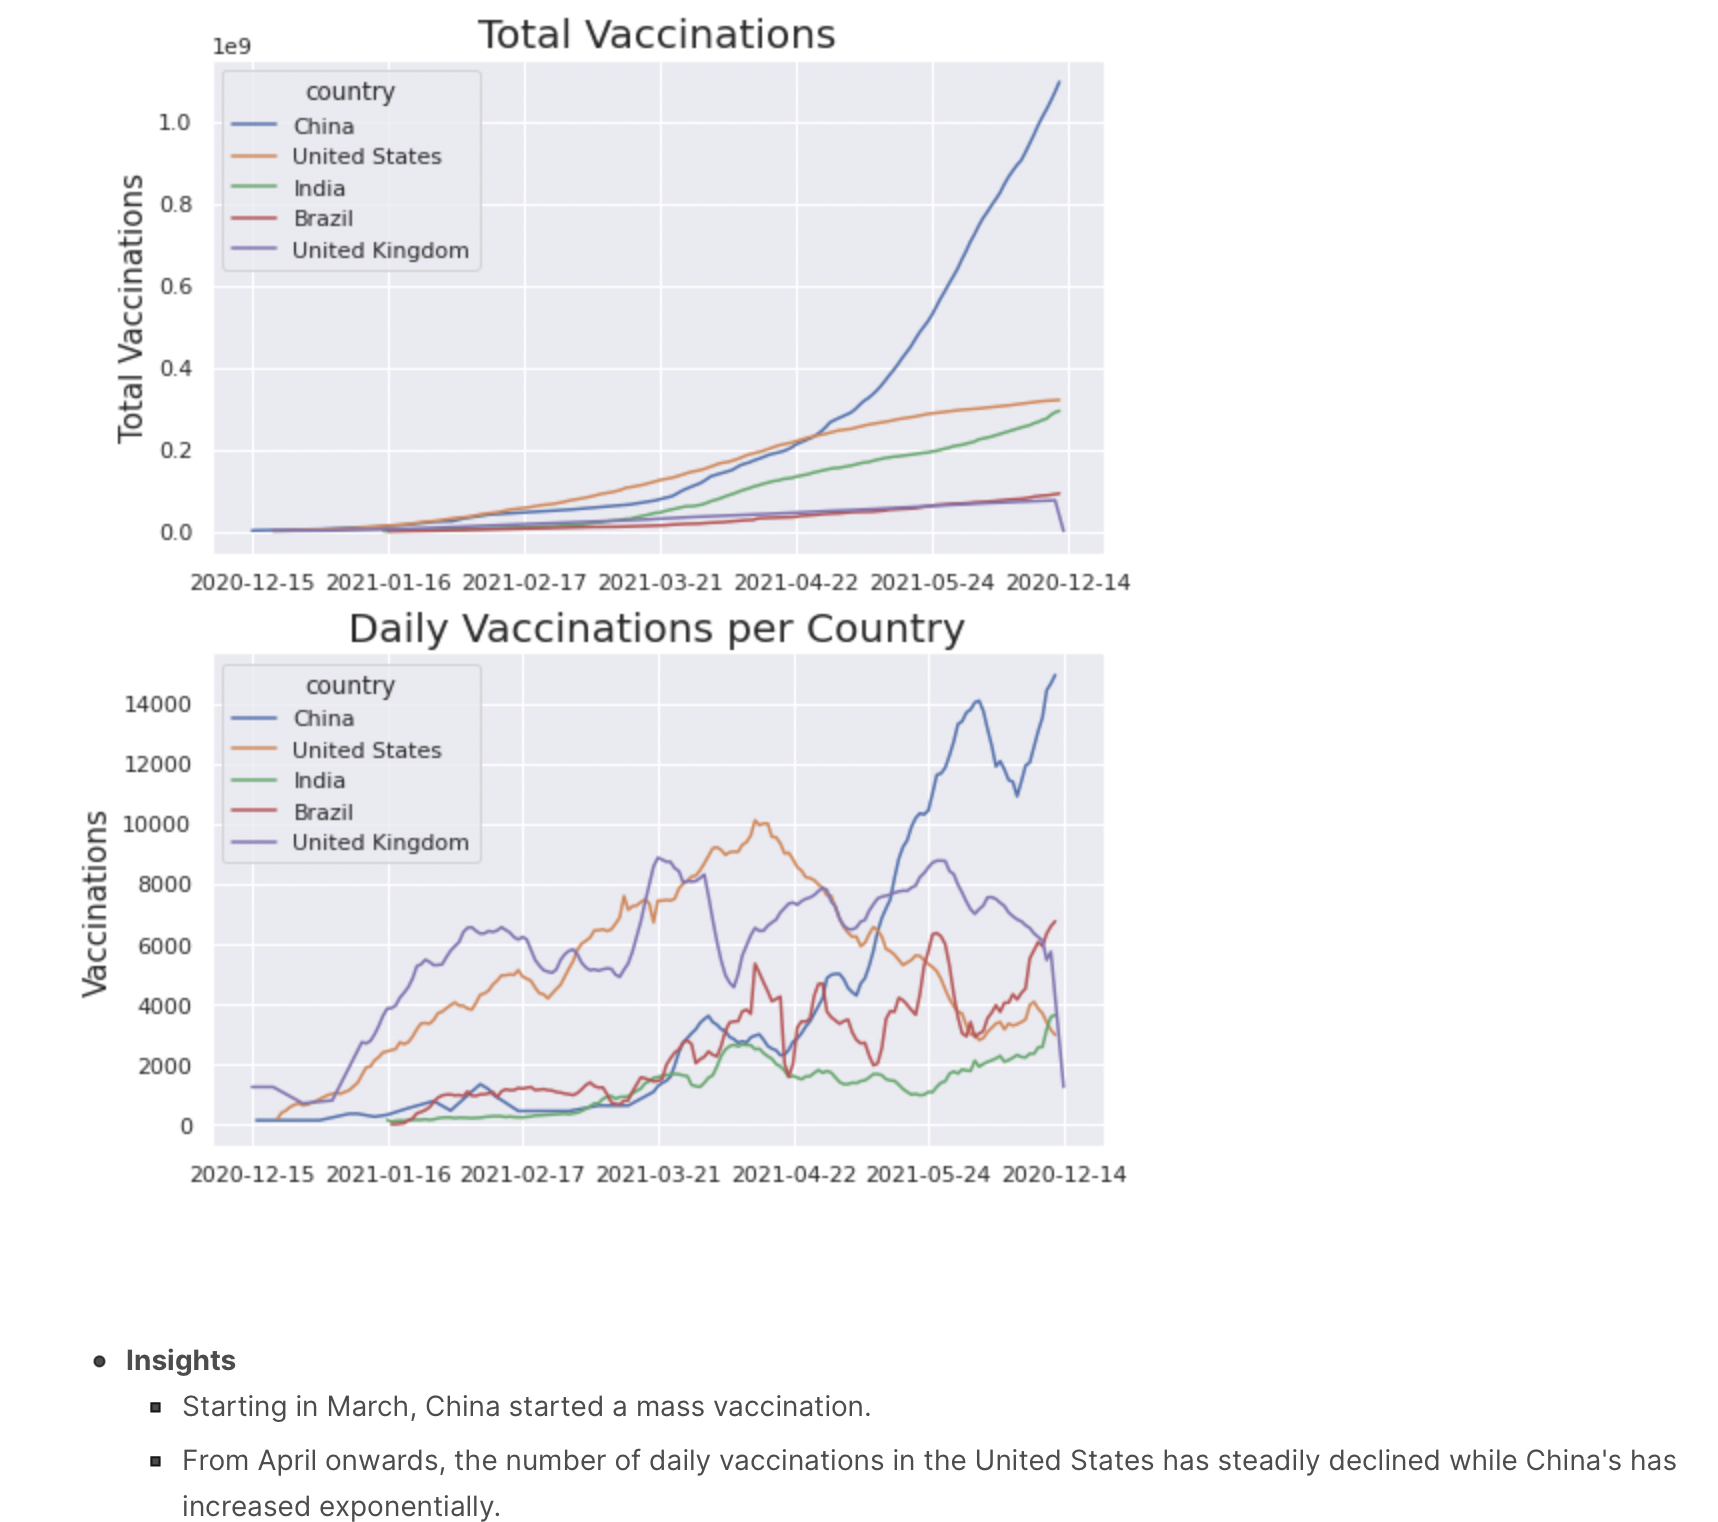 Total Vaccinations
1e9
country
China
United States
India
Brazil
United Kingdom
Total Vaccinations
1.0
0.8
0.6
0.4
0.2
0.0
2020-12-15 2021-01-16 2021-02-17 2021-03-21 2021-04-22 2021-05-24 2020-12-14
Daily Vaccinations per Country
country
China
United States
India
Brazil
United Kingdom
Vaccinations
14000
12000
10000
8000
6000
4000
2000
0
2020-12-15 2021-01-16 2021-02-17 2021-03-21 2021-04-22 2021-05-24 2020-12-14
Insights
Starting in March, China started a mass vaccination.
From April onwards, the number of daily vaccinations in the United States has steadily declined while China's has
increased exponentially.